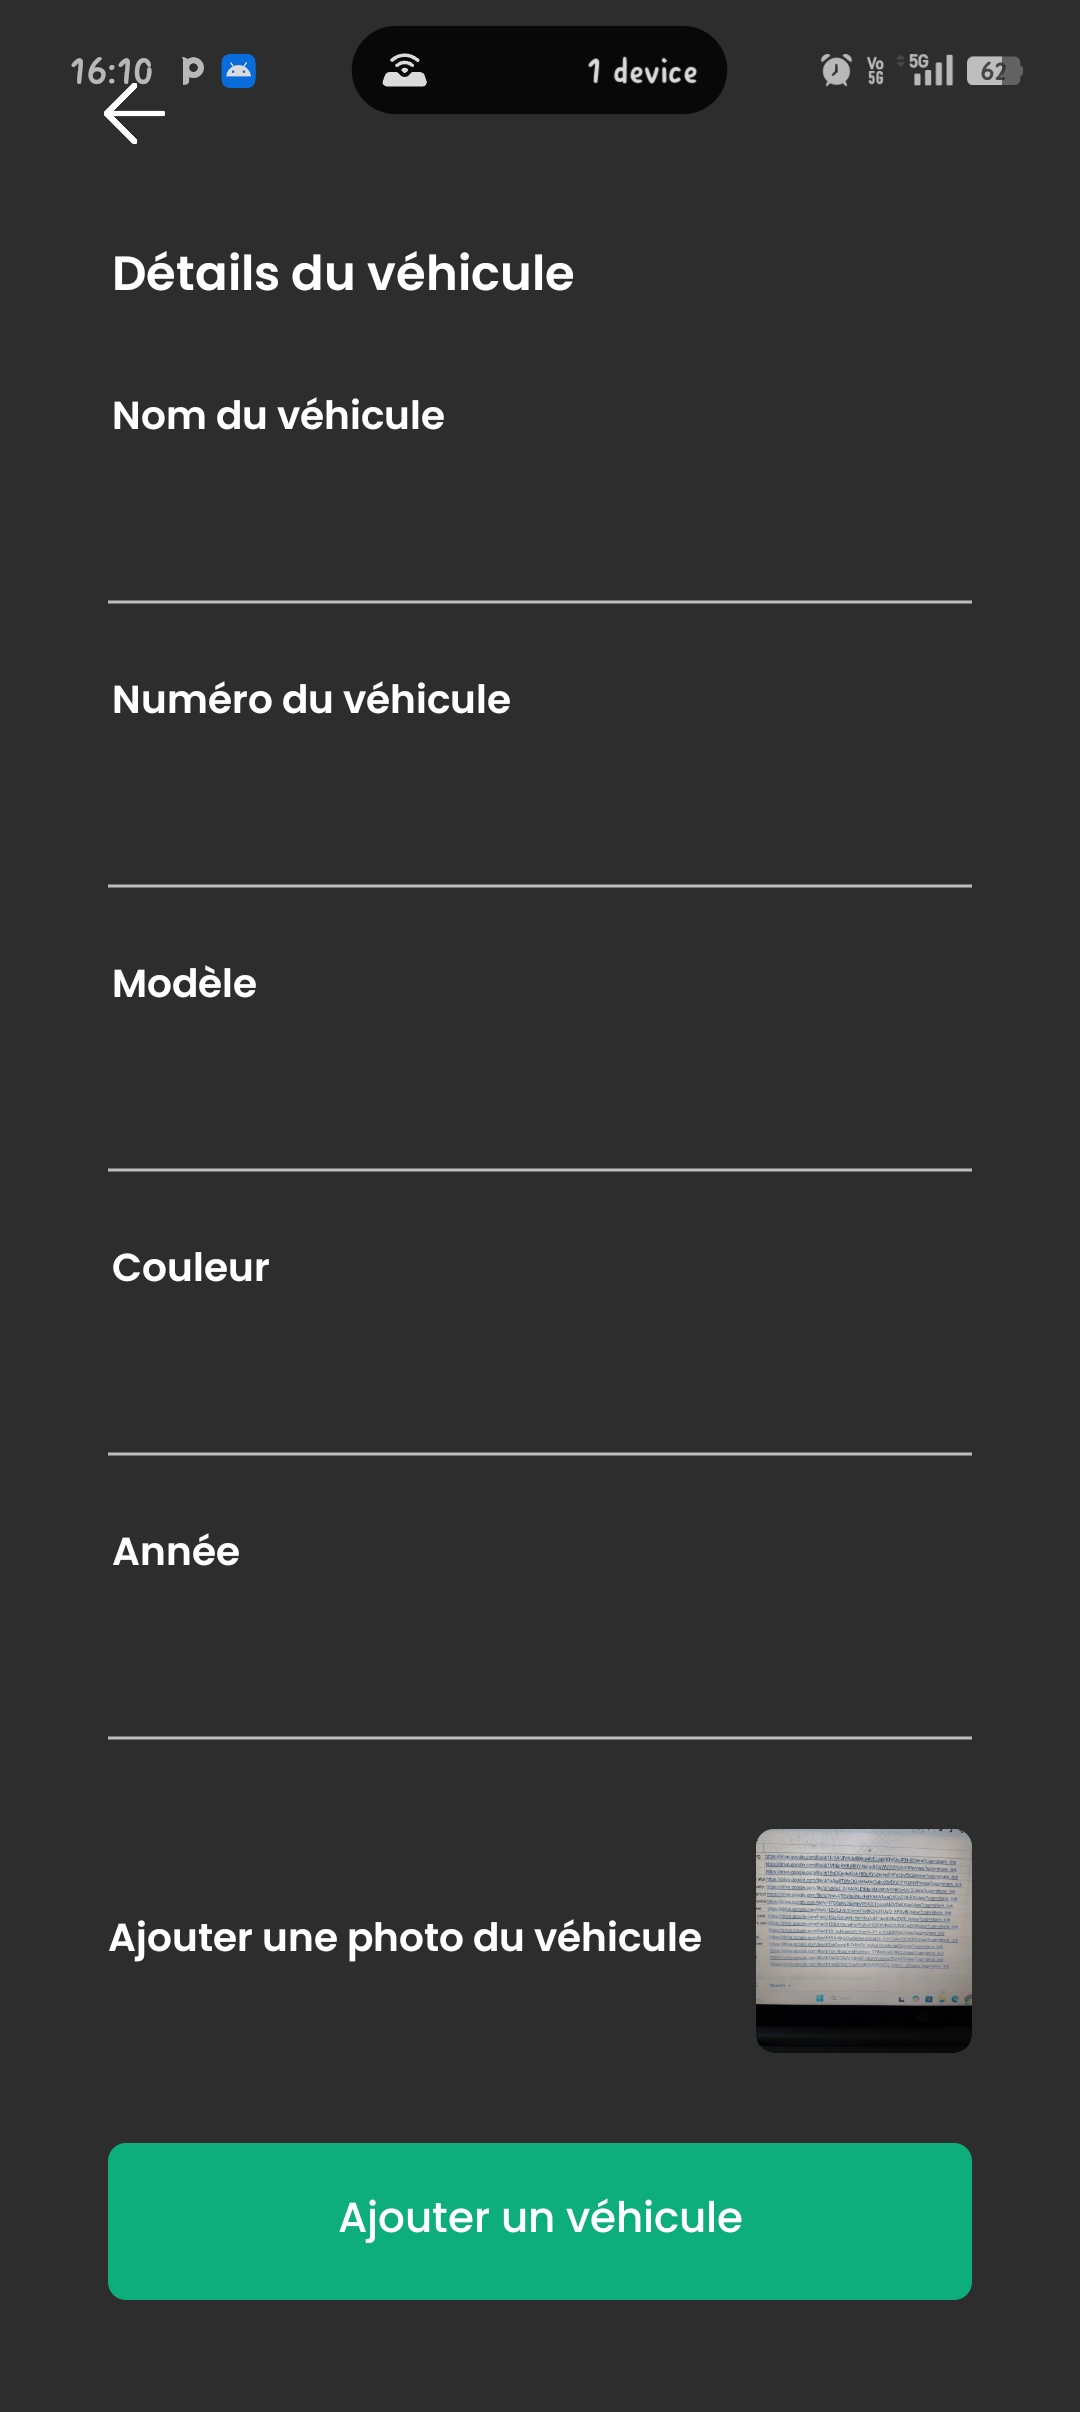 16:10
1 device
Vo 5G
5G
62
Détails du véhicule
Nom du véhicule
Numéro du véhicule
Modèle
Couleur
Année
Ajouter une photo du véhicule
Ajouter un véhicule